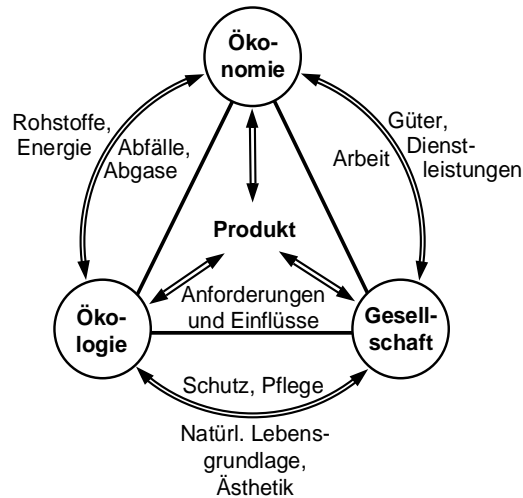 Öko-
nomie
Rohstoffe,
Energie
Abfälle,
Abgase
Güter,
Dienst-
leistungen
Arbeit
Produkt
Anforderungen
und Einflüsse
Öko-
logie
Gesell-
schaft
Schutz, Pflege
Natürl. Lebens-
grundlage,
Ästhetik